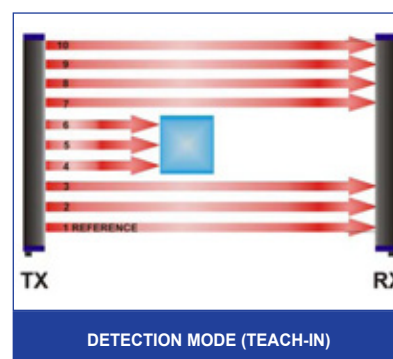 10
9
8
7
6
5
4
3
2
1 REFERENCE
TX
RX
DETECTION MODE (TEACH-IN)